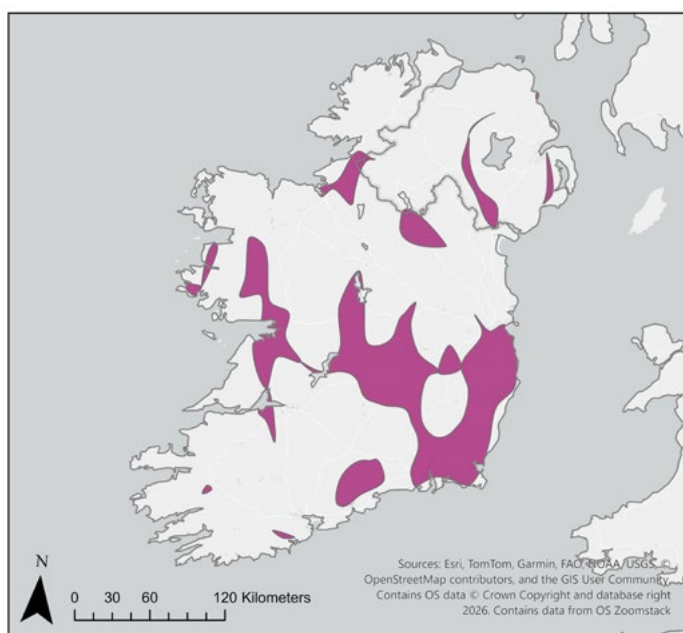 Sources: Esri, TomTom, Garmin, FAO, NOAA, USGS, ©
OpenStreetMap contributors, and the GIS User Community,
Contains OS data © Crown Copyright and database right
2026. Contains data from OS Zoomstack
N
0 30 60 120 Kilometers